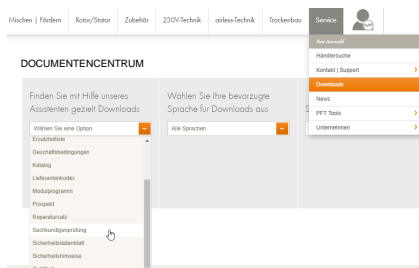 Mischen | Fördern
Rotor/Stator
Zubehör
230V-Technik
airless-Technik
Trockenbau
Service
Ihre Auswahl
Händlersuche
Kontakt | Support
Downloads
News
PFT Tools
Unternehmen
DOCUMENTENCENTRUM
Finden Sie mit Hilfe unseres
Assistenten gezielt Downloads
Wählen Sie eine Option
Ersatzteilliste
Geschäftsbedingungen
Katalog
Lieferantenkodex
Modulprogramm
Prospekt
Reparatursatz
Sachkundigenprüfung
Sicherheitsdatenblatt
Sicherheitshinweise
Wählen Sie Ihre bevorzugte
Sprache für Downloads aus
Alle Sprachen